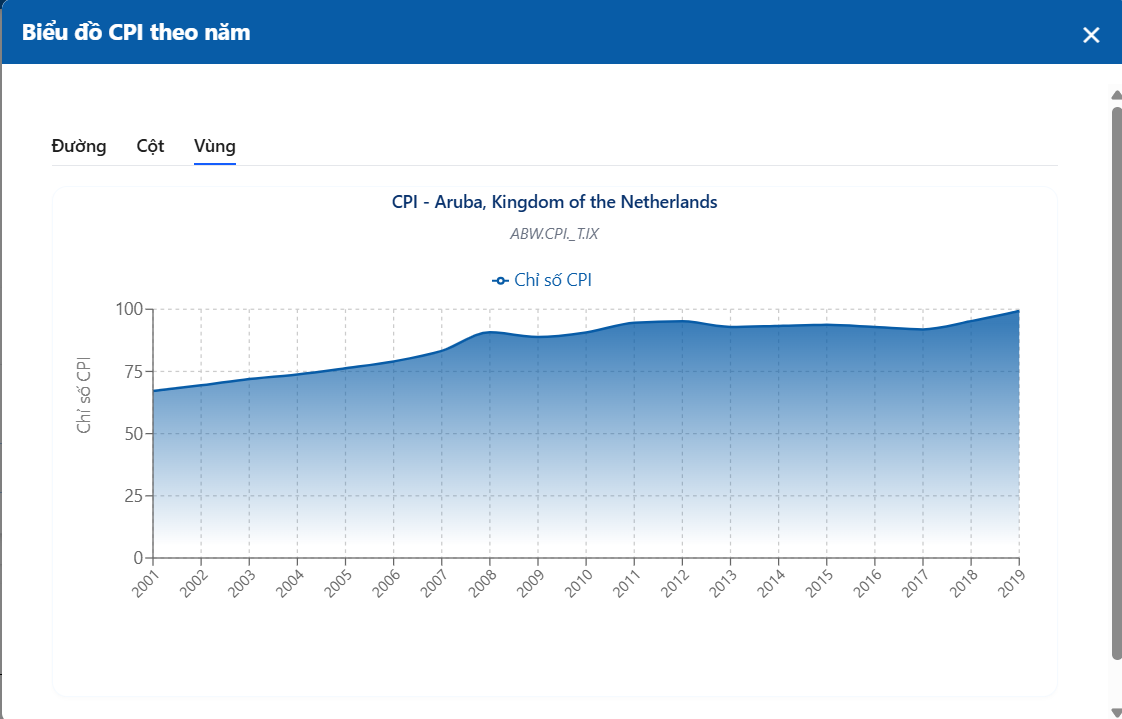 Biểu đồ CPI theo năm
Đường Cột Vùng
CPI - Aruba, Kingdom of the Netherlands
ABW.CPI._T.IX
Chỉ số CPI
Chỉ số CPI
100
75
50
25
0
2001 2002 2003 2004 2005 2006 2007 2008 2009 2010 2011 2012 2013 2014 2015 2016 2017 2018 2019